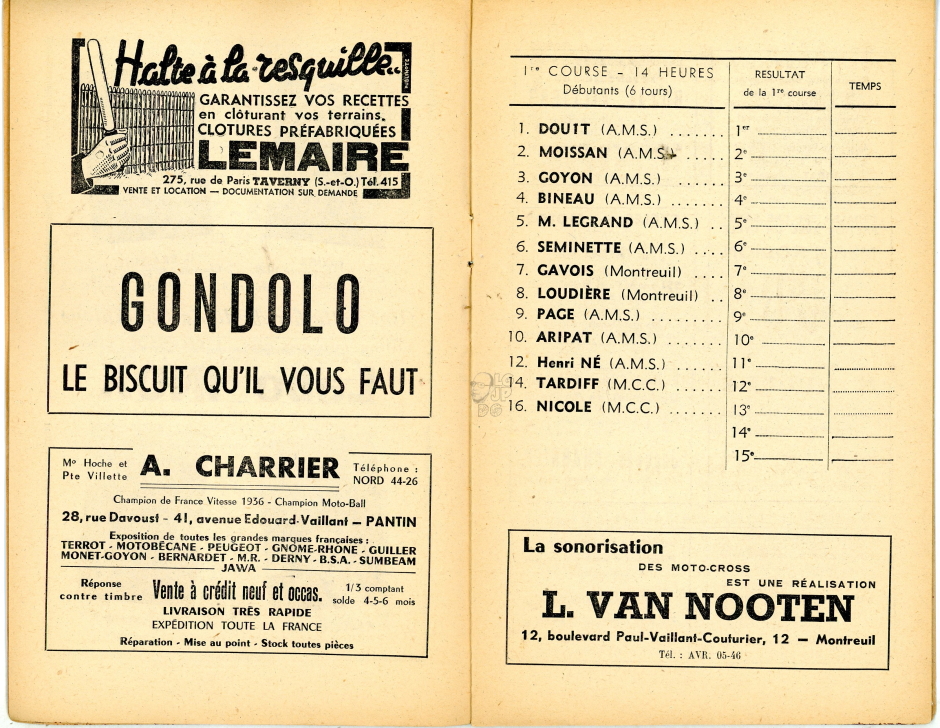 Halte à la resquille...
GARANTISSEZ VOS RECETTES
en clôturant vos terrains.
CLOTURES PRÉFABRIQUÉES
LEMAIRE
275, rue de Paris TAVERNY (S.-et-O.) Tél. 415
VENTE ET LOCATION — DOCUMENTATION SUR DEMANDE
GONDOLO
LE BISCUIT QU'IL VOUS FAUT
Mo Hoche et
Pte Villette
A. CHARRIER
Téléphone :
NORD 44-26
Champion de France Vitesse 1936 - Champion Moto-Ball
28, rue Davoust - 41, avenue Edouard-Vaillant — PANTIN
Exposition de toutes les grandes marques françaises :
TERROT - MOTOBÉCANE - PEUGEOT - GNOME-RHONE - GUILLER
MONET-GOYON - BERNARDET - M.R. - DERNY - B.S.A. - SUMBEAM
JAWA
Réponse
contre timbre
Vente à crédit neuf et occas.
1/3 comptant
solde 4-5-6 mois
LIVRAISON TRÈS RAPIDE
EXPÉDITION TOUTE LA FRANCE
Réparation - Mise au point - Stock toutes pièces
1re COURSE - 14 HEURES
Débutants (6 tours)
RESULTAT
de la 1re course
TEMPS
1. DOUIT (A.M.S.) ....... 1er
2. MOISSAN (A.M.S.) ..... 2e
3. GOYON (A.M.S.) ...... 3e
4. BINEAU (A.M.S.) ....... 4e
5. M. LEGRAND (A.M.S.) .. 5e
6. SEMINETTE (A.M.S.) .... 6e
7. GAVOIS (Montreuil) .... 7e
8. LOUDIÈRE (Montreuil) .. 8e
9. PAGE (A.M.S.) ......... 9e
10. ARIPAT (A.M.S.) ....... 10e
12. Henri NÉ (A.M.S.) ...... 11e
14. TARDIFF (M.C.C.) ...... 12e
16. NICOLE (M.C.C.) ....... 13e
14e
15e
La sonorisation
DES MOTO-CROSS
EST UNE RÉALISATION
L. VAN NOOTEN
12, boulevard Paul-Vaillant-Couturier, 12 — Montreuil
Tél. : AVR. 05-46